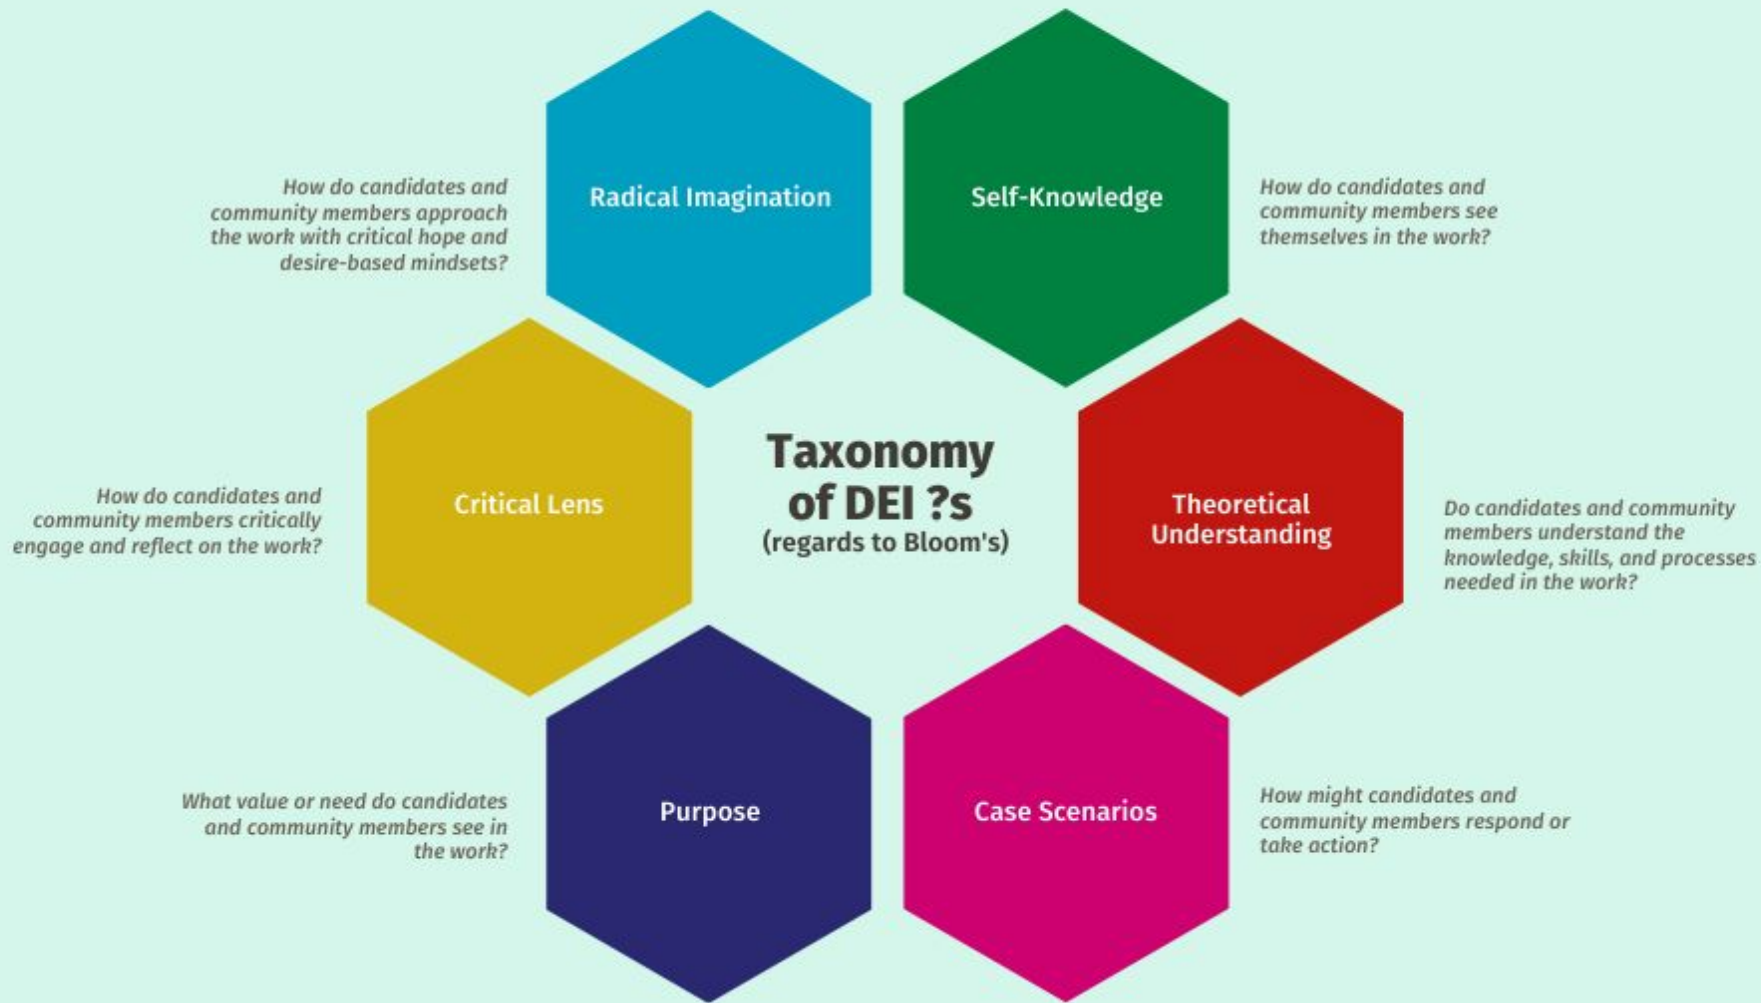 Radical Imagination
How do candidates and
community members approach
the work with critical hope and
desire-based mindsets?
Self-Knowledge
How do candidates and
community members see
themselves in the work?
Critical Lens
How do candidates and
community members critically
engage and reflect on the work?
Taxonomy
of DEI ?s
(regards to Bloom's)
Theoretical
Understanding
Do candidates and community
members understand the
knowledge, skills, and processes
needed in the work?
Purpose
What value or need do candidates
and community members see in
the work?
Case Scenarios
How might candidates and
community members respond or
take action?